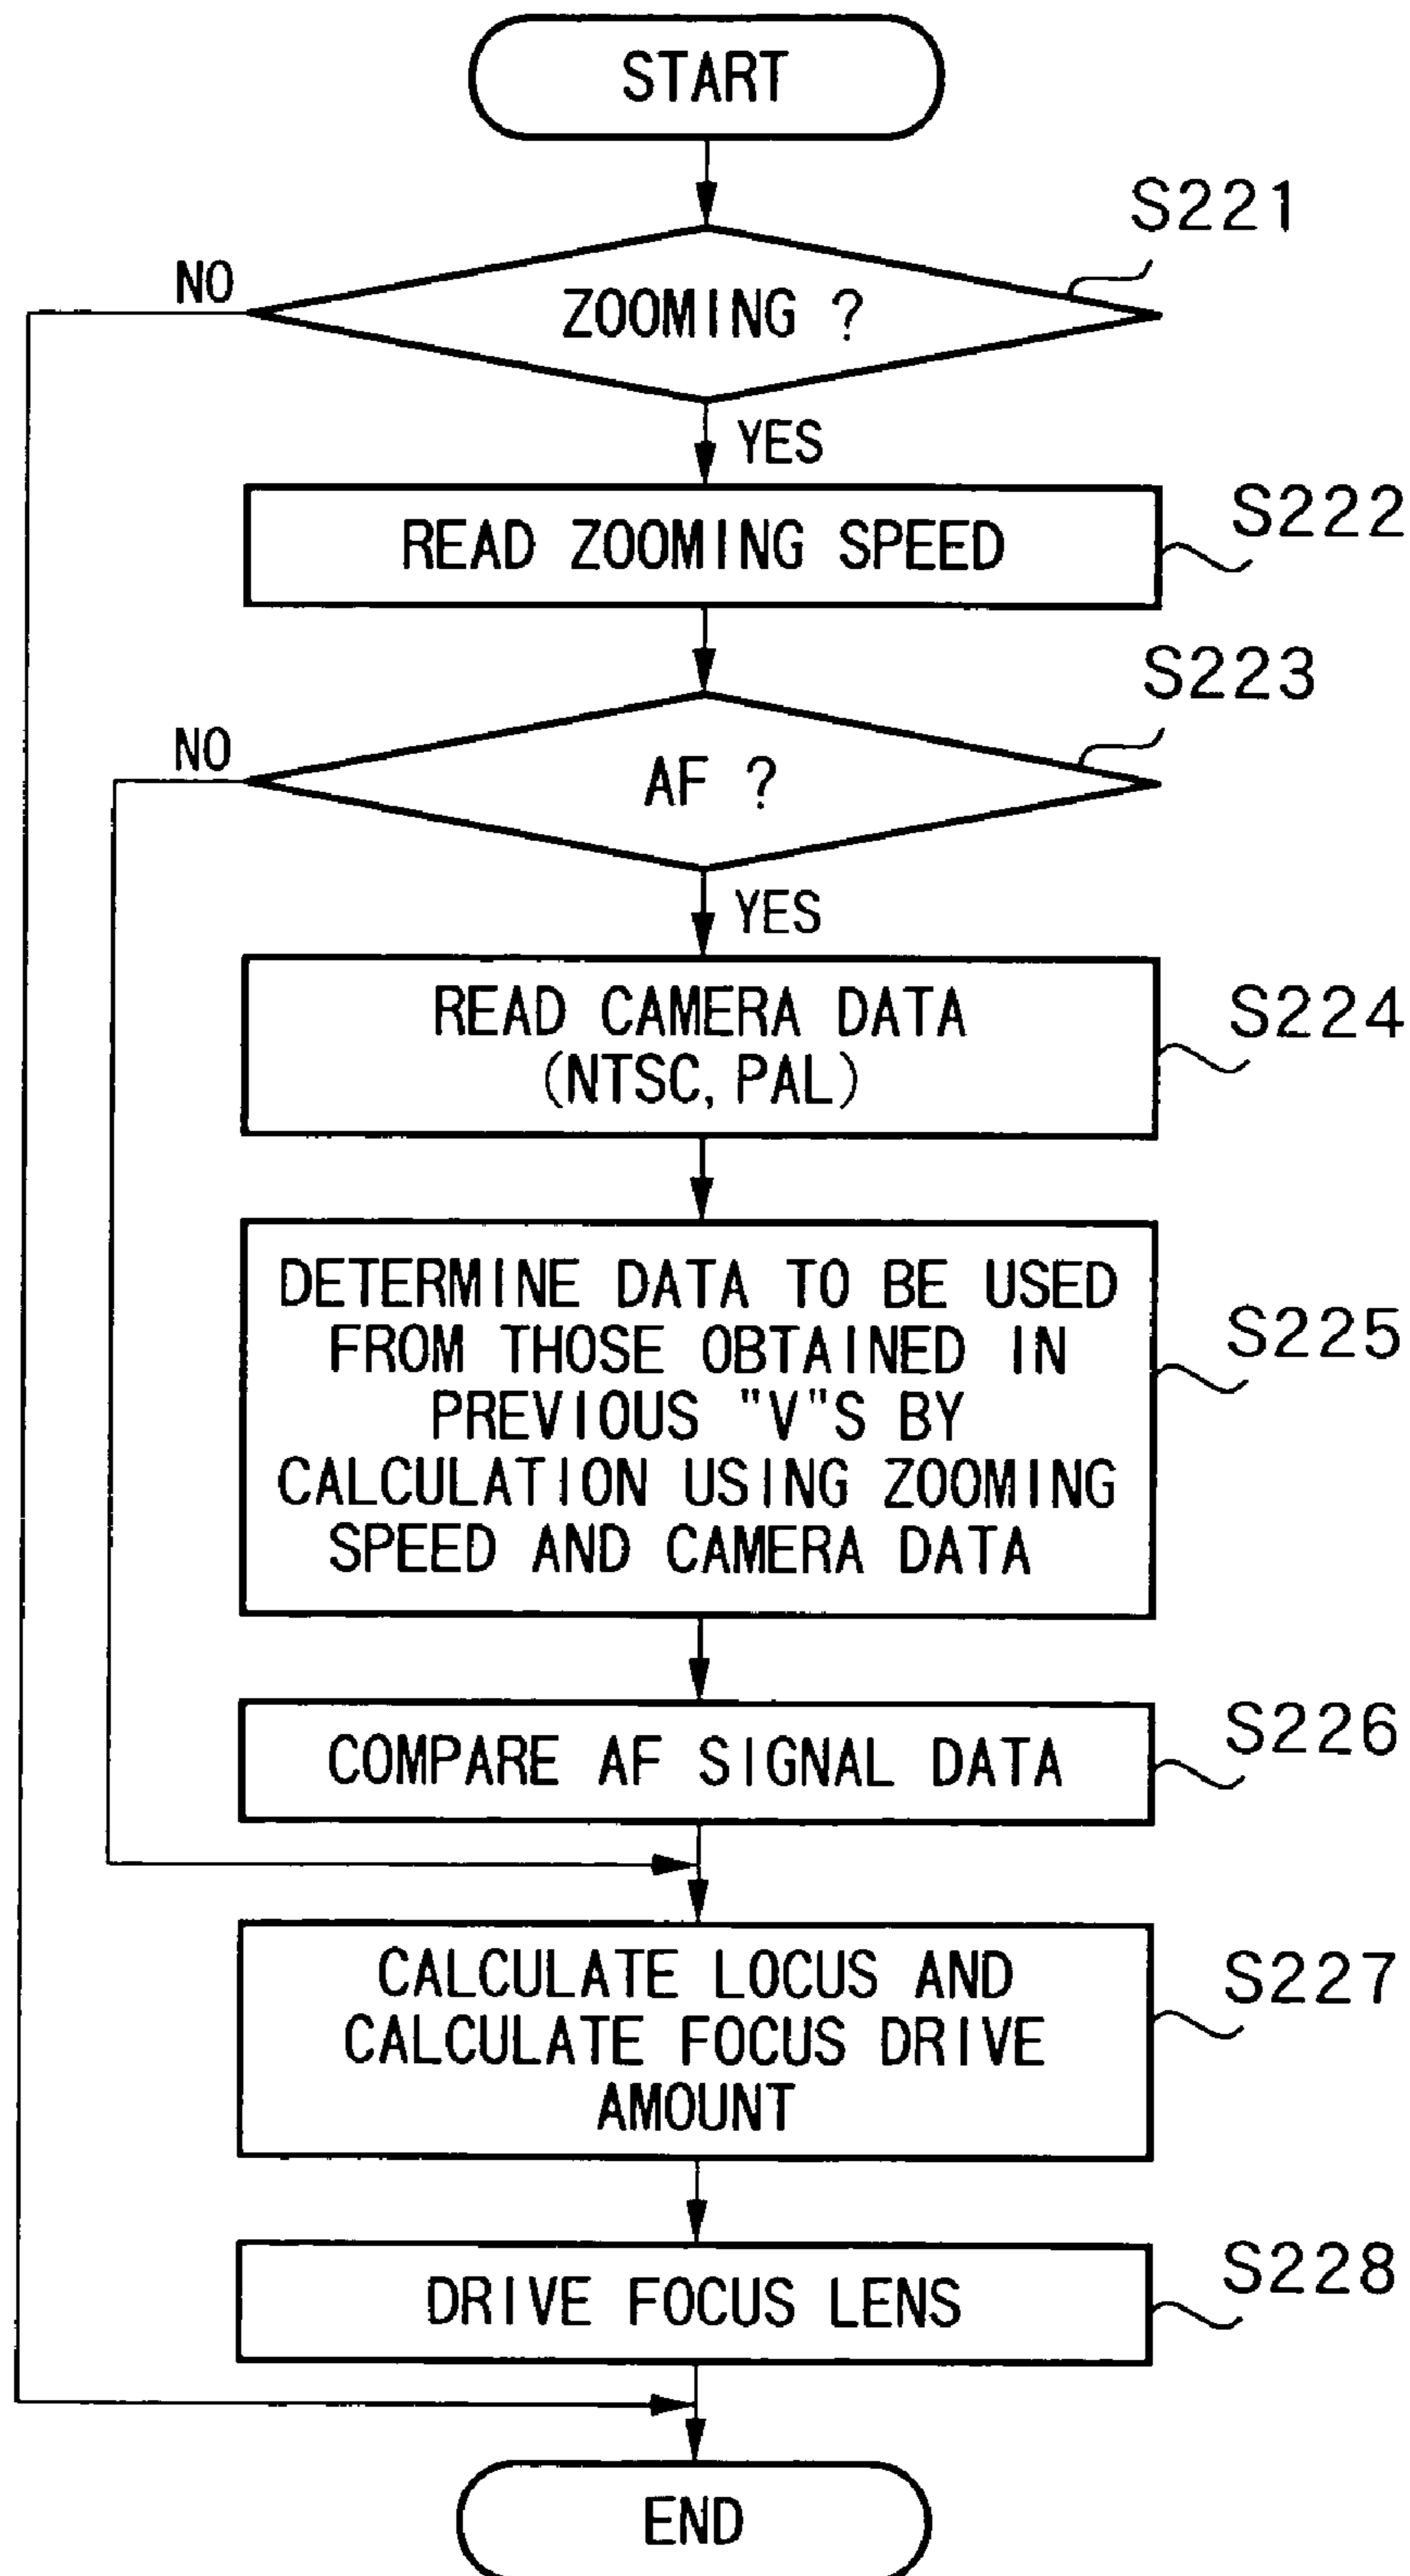 START
S221
NO
ZOOMING ?
YES
S222
READ ZOOMING SPEED
S223
NO
AF ?
YES
S224
READ CAMERA DATA
(NTSC, PAL)
S225
DETERMINE DATA TO BE USED
FROM THOSE OBTAINED IN
PREVIOUS "V"S BY
CALCULATION USING ZOOMING
SPEED AND CAMERA DATA
S226
COMPARE AF SIGNAL DATA
S227
CALCULATE LOCUS AND
CALCULATE FOCUS DRIVE
AMOUNT
S228
DRIVE FOCUS LENS
END